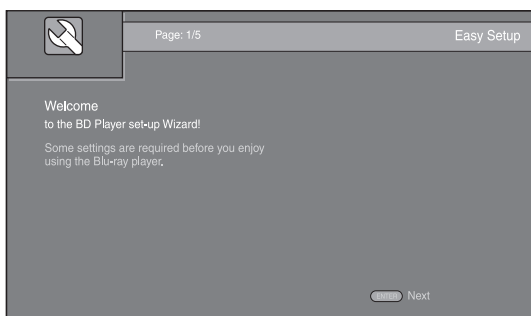 Page: 1/5
Easy Setup
Welcome
to the BD Player set-up Wizard!
Some settings are required before you enjoy
using the Blu-ray player.
ENTER Next